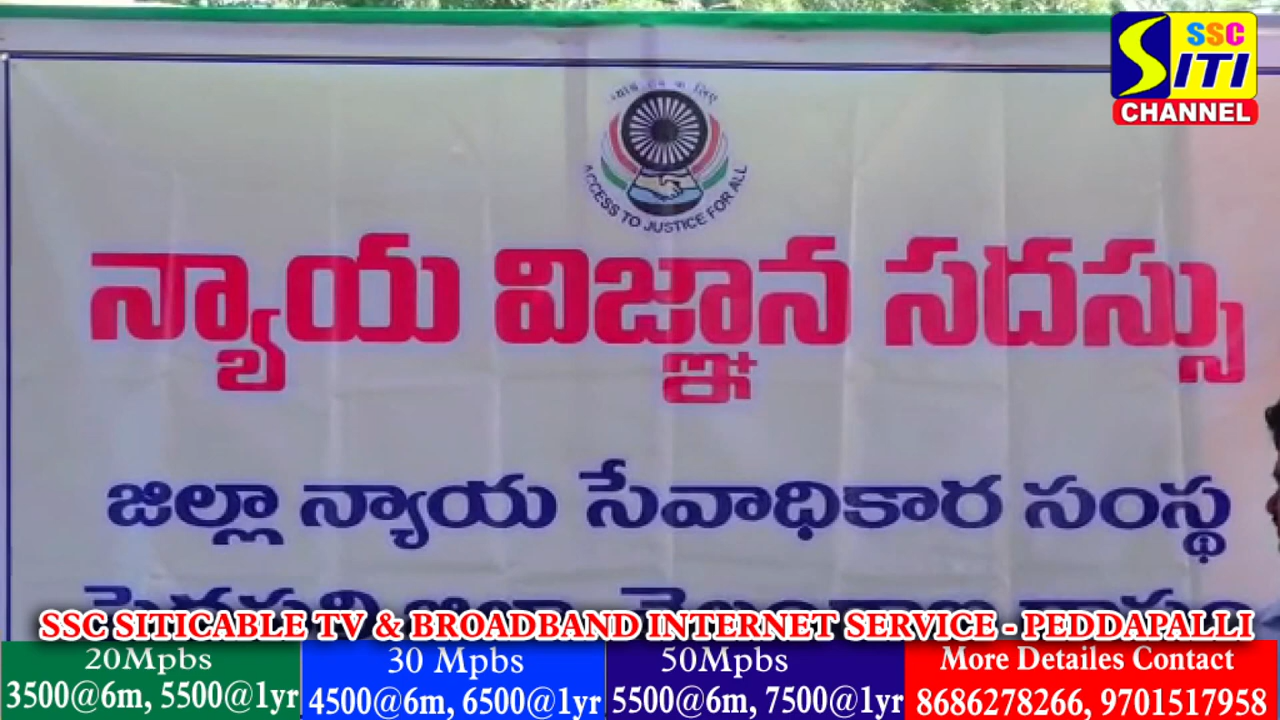 SSC
SITI
CHANNEL
ACCESS TO JUSTICE FOR ALL
న్యాయ విజ్ఞాన సదస్సు
జిల్లా న్యాయ సేవాధికార సంస్థ
SSC SITICABLE TV & BROADBAND INTERNET SERVICE - PEDDAPALLI
20Mpbs 30 Mpbs 50Mpbs More Detailes Contact
3500@6m, 5500@1yr 4500@6m, 6500@1yr 5500@6m, 7500@1yr 8686278266, 9701517958